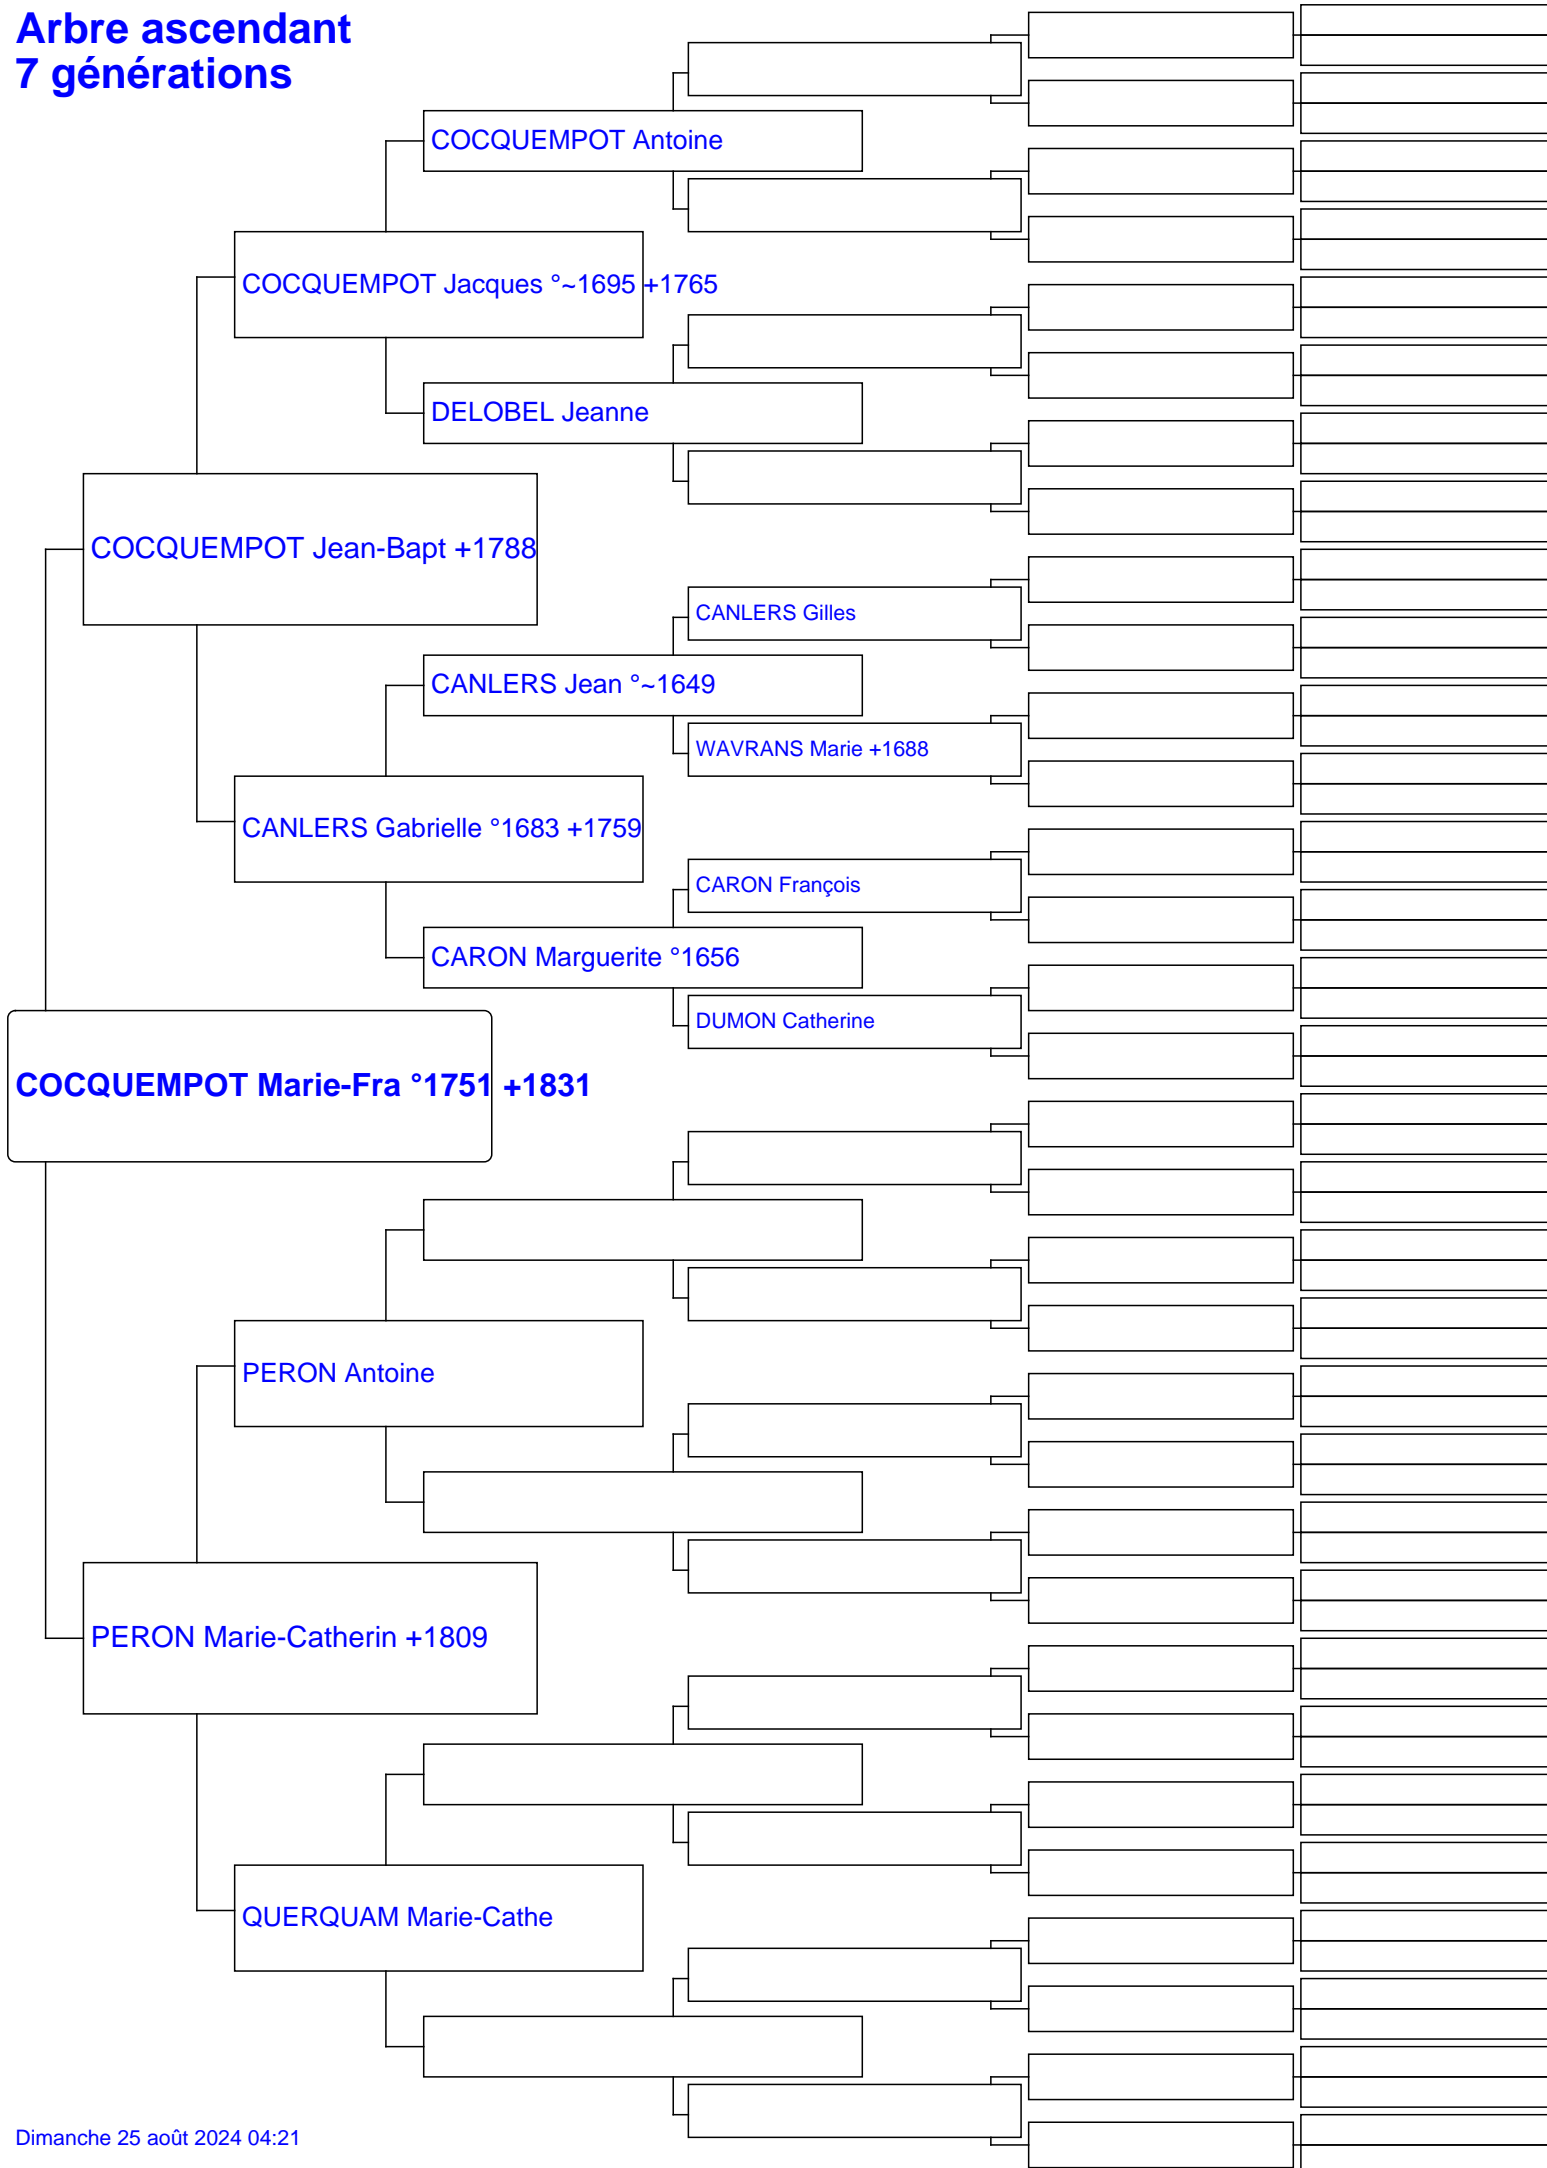 Arbre ascendant
7 générations
COCQUEMPOT Antoine
COCQUEMPOT Jacques °~1695 +1765
DELOBEL Jeanne
COCQUEMPOT Jean-Bapt +1788
CANLERS Gilles
CANLERS Jean °~1649
WAVRANS Marie +1688
CANLERS Gabrielle °1683 +1759
CARON François
CARON Marguerite °1656
DUMON Catherine
COCQUEMPOT Marie-Fra °1751 +1831
PERON Antoine
PERON Marie-Catherin +1809
QUERQUAM Marie-Cathe
Dimanche 25 août 2024 04:21